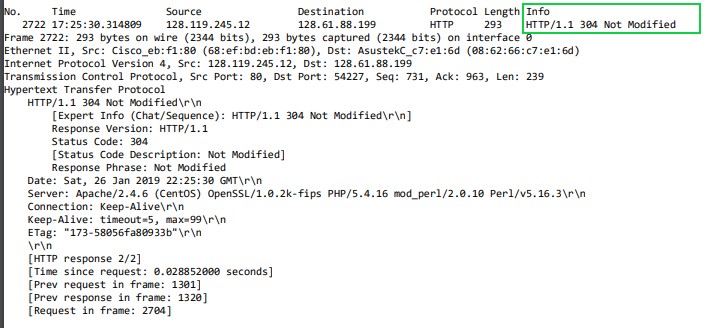 No. Time Source Destination Protocol Length Info
2722 17:25:30.314809 128.119.245.12 128.61.88.199 HTTP 293 HTTP/1.1 304 Not Modified
Frame 2722: 293 bytes on wire (2344 bits), 293 bytes captured (2344 bits) on interface 0
Ethernet II, Src: Cisco_eb:f1:80 (68:ef:bd:eb:f1:80), Dst: AsustekC_c7:e1:6d (08:62:66:c7:e1:6d)
Internet Protocol Version 4, Src: 128.119.245.12, Dst: 128.61.88.199
Transmission Control Protocol, Src Port: 80, Dst Port: 54227, Seq: 731, Ack: 963, Len: 239
Hypertext Transfer Protocol
HTTP/1.1 304 Not Modified\r\n
[Expert Info (Chat/Sequence): HTTP/1.1 304 Not Modified\r\n]
Response Version: HTTP/1.1
Status Code: 304
[Status Code Description: Not Modified]
Response Phrase: Not Modified
Date: Sat, 26 Jan 2019 22:25:30 GMT\r\n
Server: Apache/2.4.6 (CentOS) OpenSSL/1.0.2k-fips PHP/5.4.16 mod_perl/2.0.10 Perl/v5.16.3\r\n
Connection: Keep-Alive\r\n
Keep-Alive: timeout=5, max=99\r\n
ETag: "173-58056fa80933b"\r\n
\r\n
[HTTP response 2/2]
[Time since request: 0.028852000 seconds]
[Prev request in frame: 1301]
[Prev response in frame: 1320]
[Request in frame: 2704]